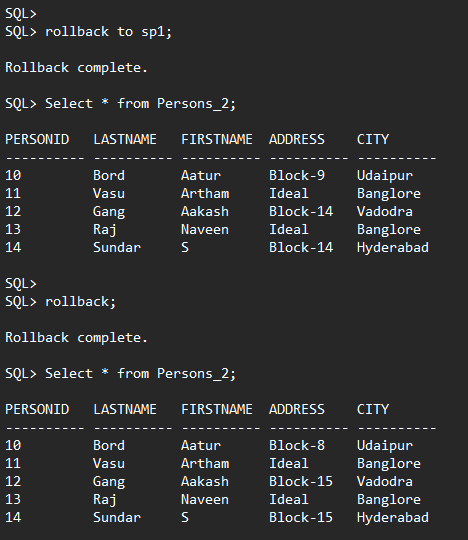 SQL>
SQL> rollback to sp1;
Rollback complete.
SQL> Select * from Persons_2;
PERSONID   LASTNAME   FIRSTNAME  ADDRESS    CITY
---------- ---------- ---------- ---------- ----------
10         Bord       Aatur      Block-9    Udaipur
11         Vasu       Artham     Ideal      Banglore
12         Gang       Aakash     Block-14   Vadodra
13         Raj        Naveen     Ideal      Banglore
14         Sundar     S          Block-14   Hyderabad
SQL>
SQL> rollback;
Rollback complete.
SQL> Select * from Persons_2;
PERSONID   LASTNAME   FIRSTNAME  ADDRESS    CITY
---------- ---------- ---------- ---------- ----------
10         Bord       Aatur      Block-8    Udaipur
11         Vasu       Artham     Ideal      Banglore
12         Gang       Aakash     Block-15   Vadodra
13         Raj        Naveen     Ideal      Banglore
14         Sundar     S          Block-15   Hyderabad